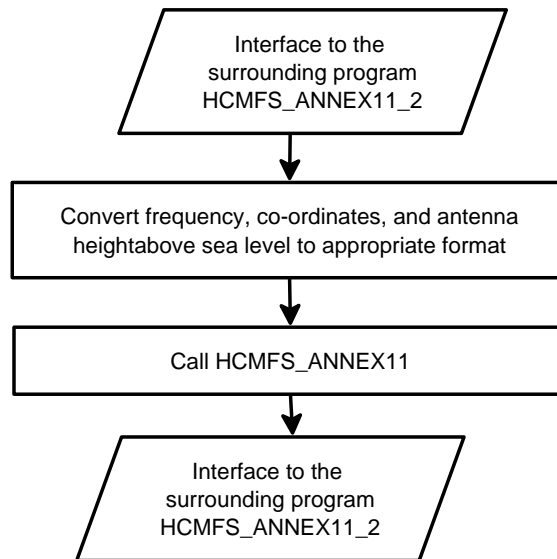 Interface to the
surrounding program
HCMFS_ANNEX11_2
Convert frequency, co-ordinates, and antenna
heightabove sea level to appropriate format
Call HCMFS_ANNEX11
Interface to the
surrounding program
HCMFS_ANNEX11_2